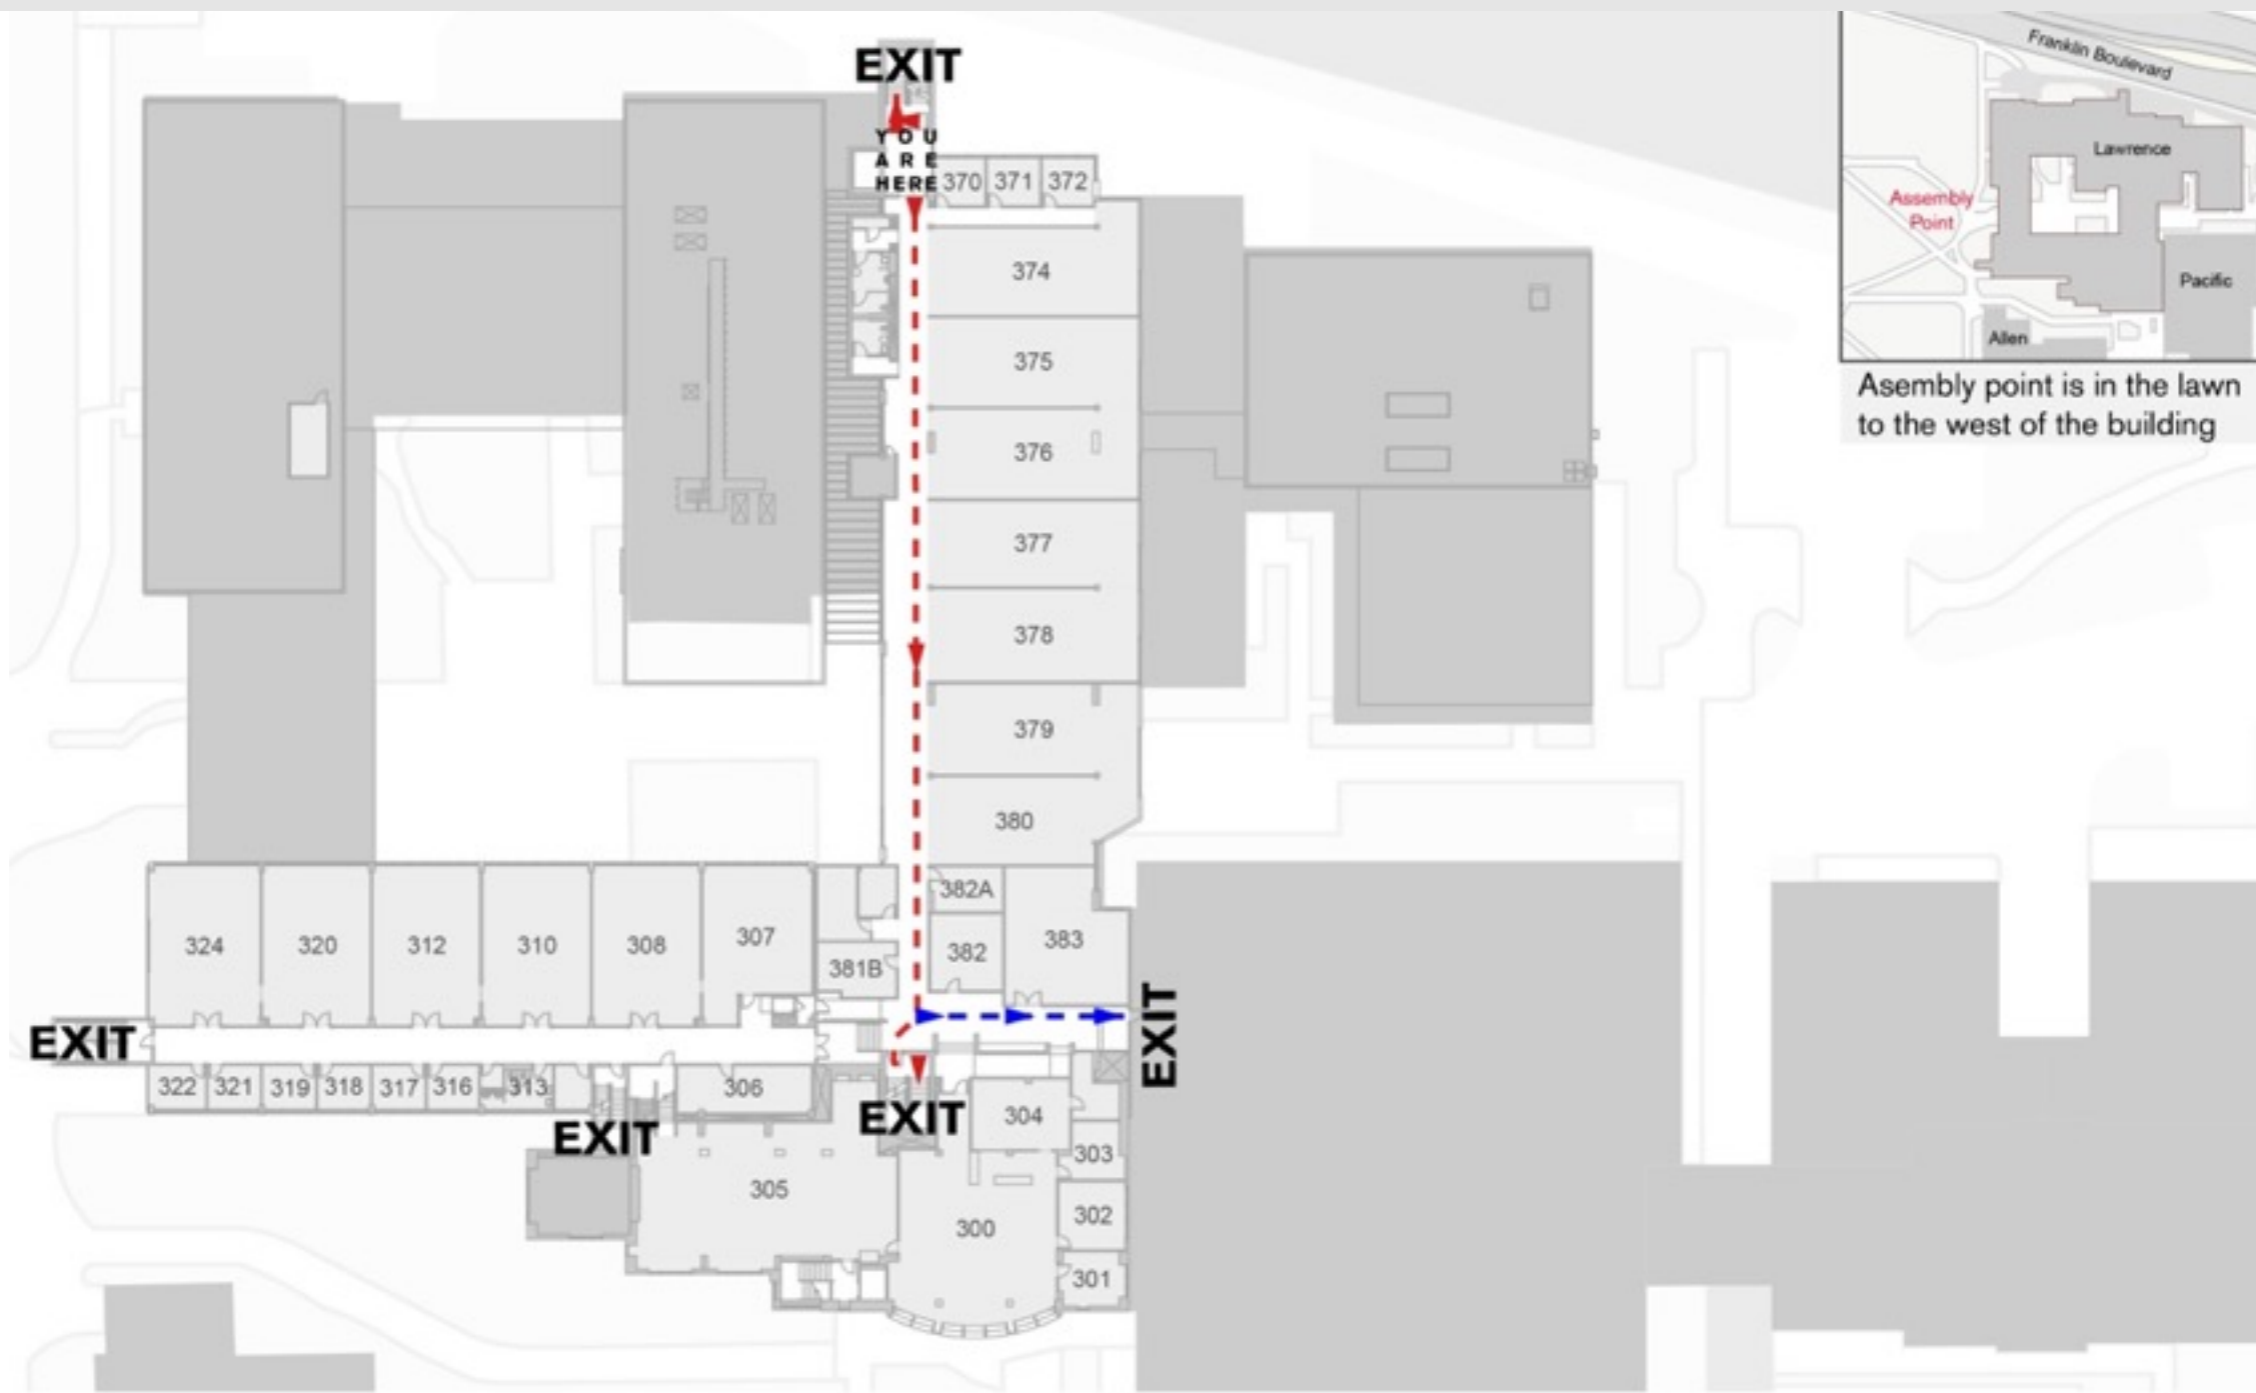 EXIT
Y O U
A R E
HERE
370 371 372
374
375
376
377
378
379
380
382A
382
383
381B
324 320 312 310 308 307
EXIT
322 321 319 318 317 316 313 306
EXIT
EXIT
EXIT
304
303
305
302
300
301
Franklin Boulevard
Lawrence
Assembly
Point
Pacific
Allen
Asembly point is in the lawn
to the west of the building